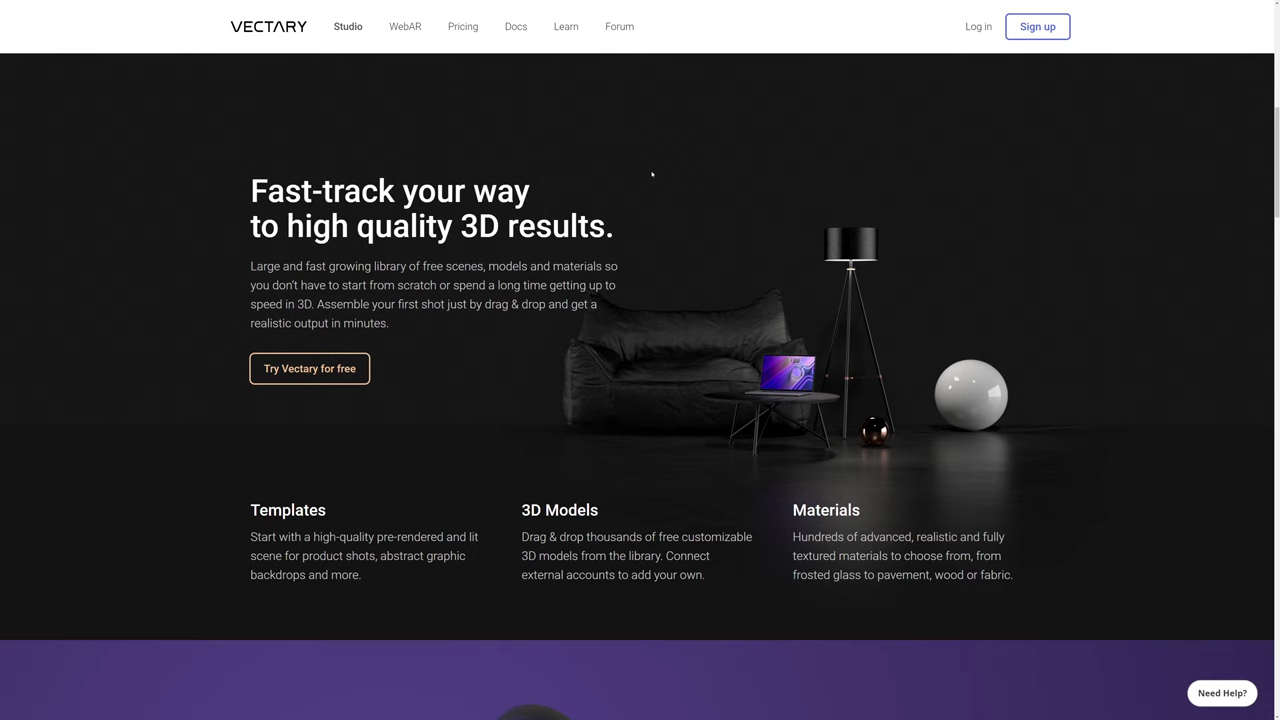 VECTARY Studio WebAR Pricing Docs Learn Forum Log in Sign up
Fast-track your way
to high quality 3D results.
Large and fast growing library of free scenes, models and materials so
you don't have to start from scratch or spend a long time getting up to
speed in 3D. Assemble your first shot just by drag & drop and get a
realistic output in minutes.
Try Vectary for free
Templates
Start with a high-quality pre-rendered and lit
scene for product shots, abstract graphic
backdrops and more.
3D Models
Drag & drop thousands of free customizable
3D models from the library. Connect
external accounts to add your own.
Materials
Hundreds of advanced, realistic and fully
textured materials to choose from, from
frosted glass to pavement, wood or fabric.
Need Help?